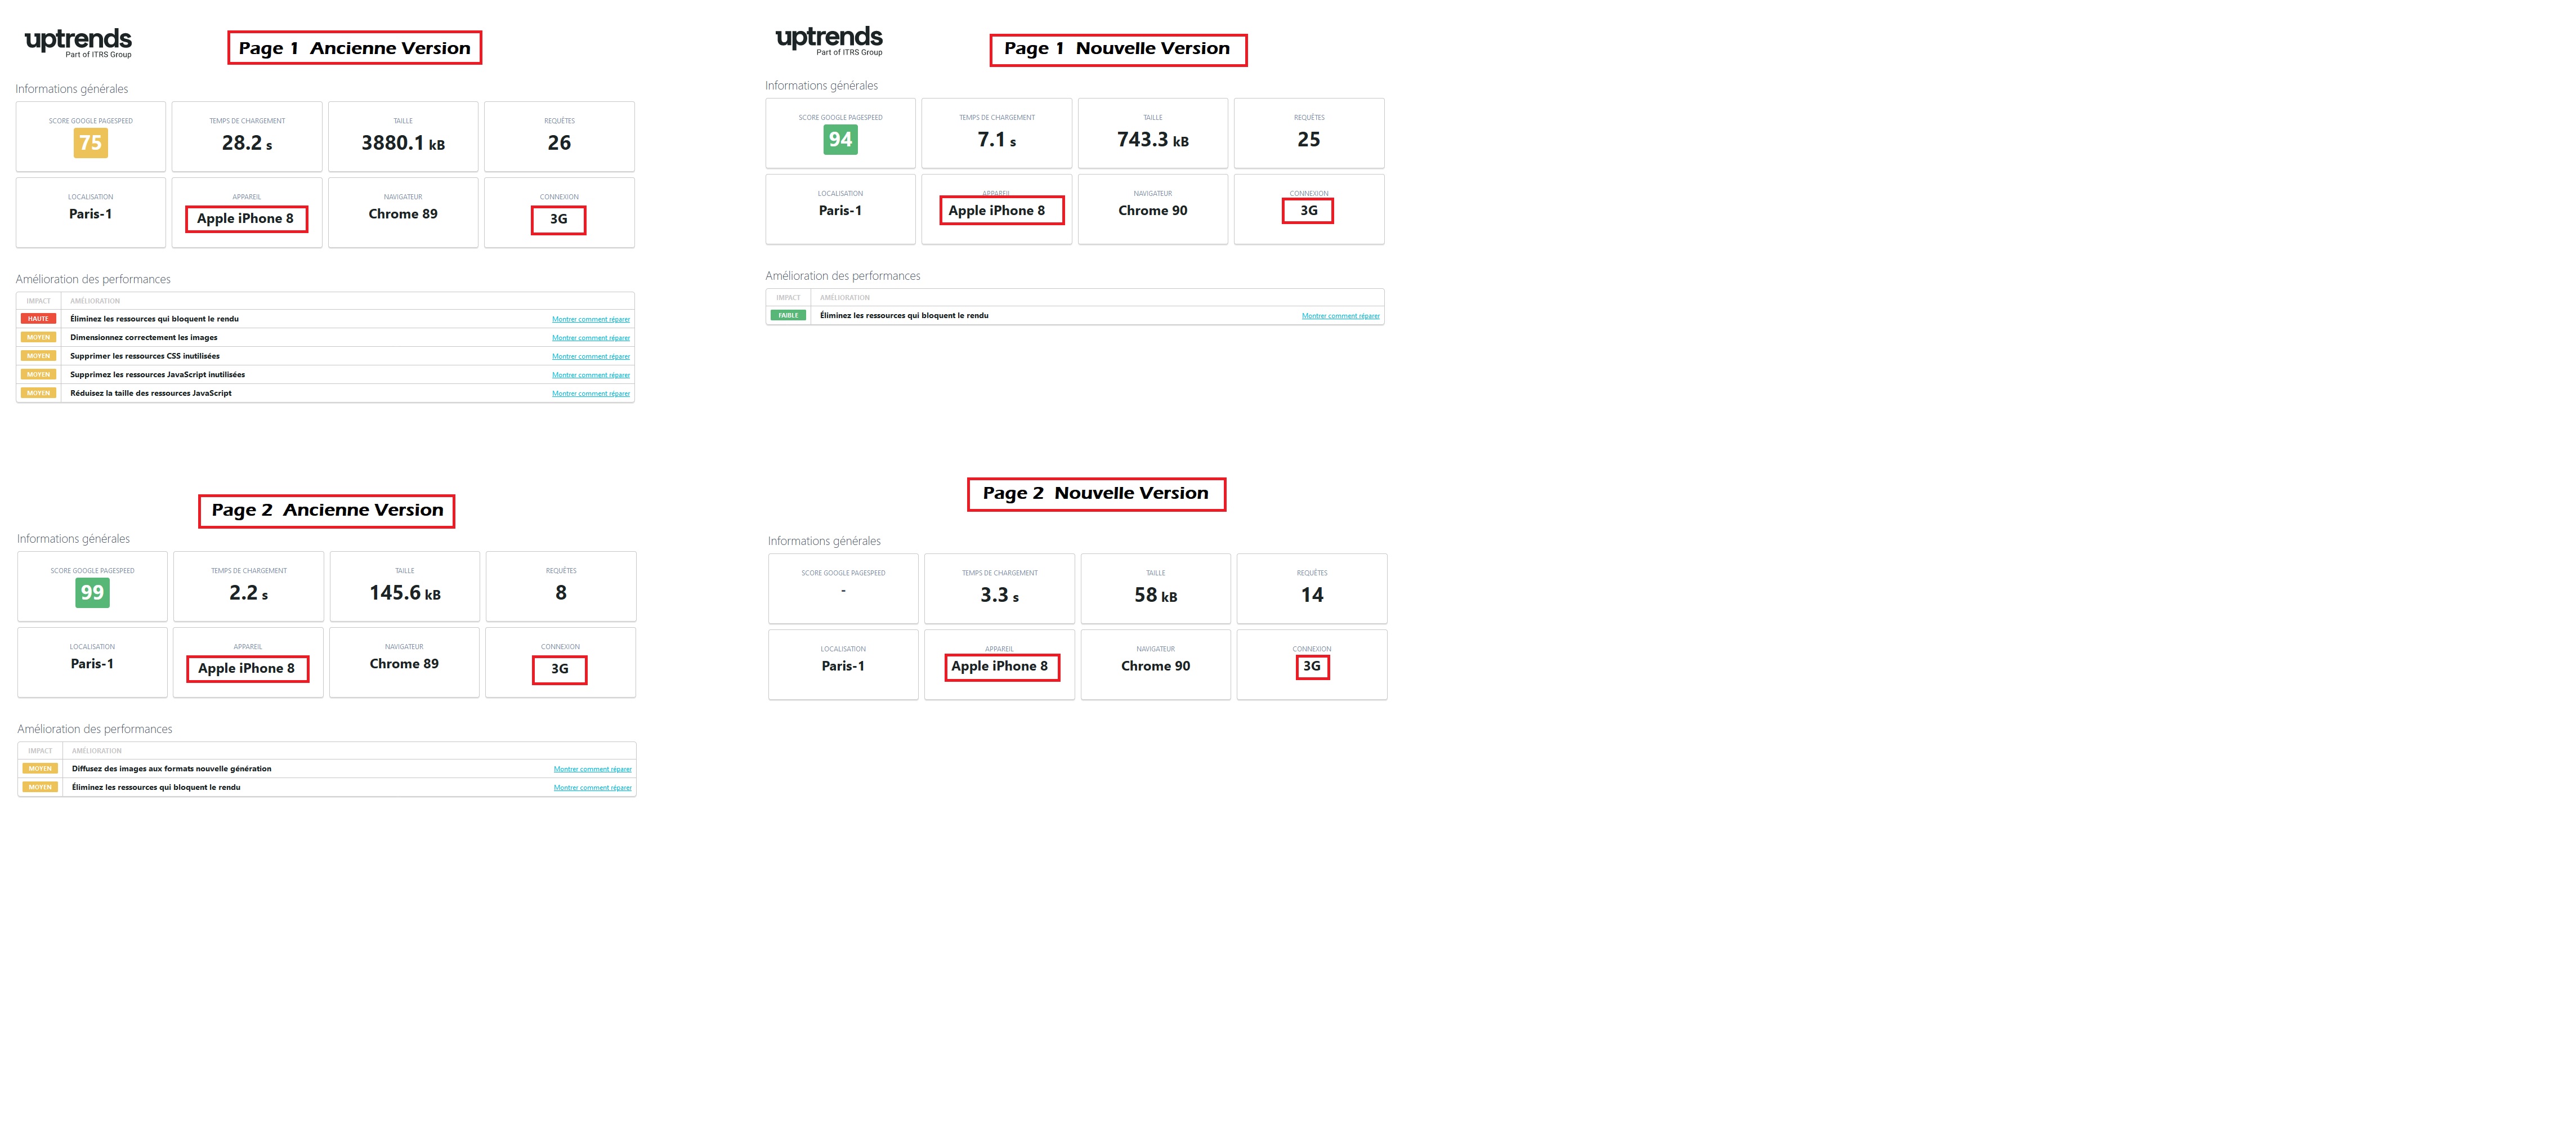 uptrends
Part of ITRS Group
Page 1 Ancienne Version
Informations générales
SCORE GOOGLE PAGESPEED
75
TEMPS DE CHARGEMENT
28.2 s
TAILLE
3880.1 kB
REQUÊTES
26
LOCALISATION
Paris-1
APPAREIL
Apple iPhone 8
NAVIGATEUR
Chrome 89
CONNEXION
3G
Amélioration des performances
IMPACT AMÉLIORATION
HAUTE Éliminez les ressources qui bloquent le rendu Montrer comment réparer
MOYEN Dimensionnez correctement les images Montrer comment réparer
MOYEN Supprimer les ressources CSS inutilisées Montrer comment réparer
MOYEN Supprimez les ressources JavaScript inutilisées Montrer comment réparer
MOYEN Réduisez la taille des ressources JavaScript Montrer comment réparer
uptrends
Part of ITRS Group
Page 1 Nouvelle Version
Informations générales
SCORE GOOGLE PAGESPEED
94
TEMPS DE CHARGEMENT
7.1 s
TAILLE
743.3 kB
REQUÊTES
25
LOCALISATION
Paris-1
APPAREIL
Apple iPhone 8
NAVIGATEUR
Chrome 90
CONNEXION
3G
Amélioration des performances
IMPACT AMÉLIORATION
FAIBLE Éliminez les ressources qui bloquent le rendu Montrer comment réparer
Page 2 Ancienne Version
Informations générales
SCORE GOOGLE PAGESPEED
99
TEMPS DE CHARGEMENT
2.2 s
TAILLE
145.6 kB
REQUÊTES
8
LOCALISATION
Paris-1
APPAREIL
Apple iPhone 8
NAVIGATEUR
Chrome 89
CONNEXION
3G
Amélioration des performances
IMPACT AMÉLIORATION
MOYEN Diffusez des images aux formats nouvelle génération Montrer comment réparer
MOYEN Éliminez les ressources qui bloquent le rendu Montrer comment réparer
Page 2 Nouvelle Version
Informations générales
SCORE GOOGLE PAGESPEED
-
TEMPS DE CHARGEMENT
3.3 s
TAILLE
58 kB
REQUÊTES
14
LOCALISATION
Paris-1
APPAREIL
Apple iPhone 8
NAVIGATEUR
Chrome 90
CONNEXION
3G